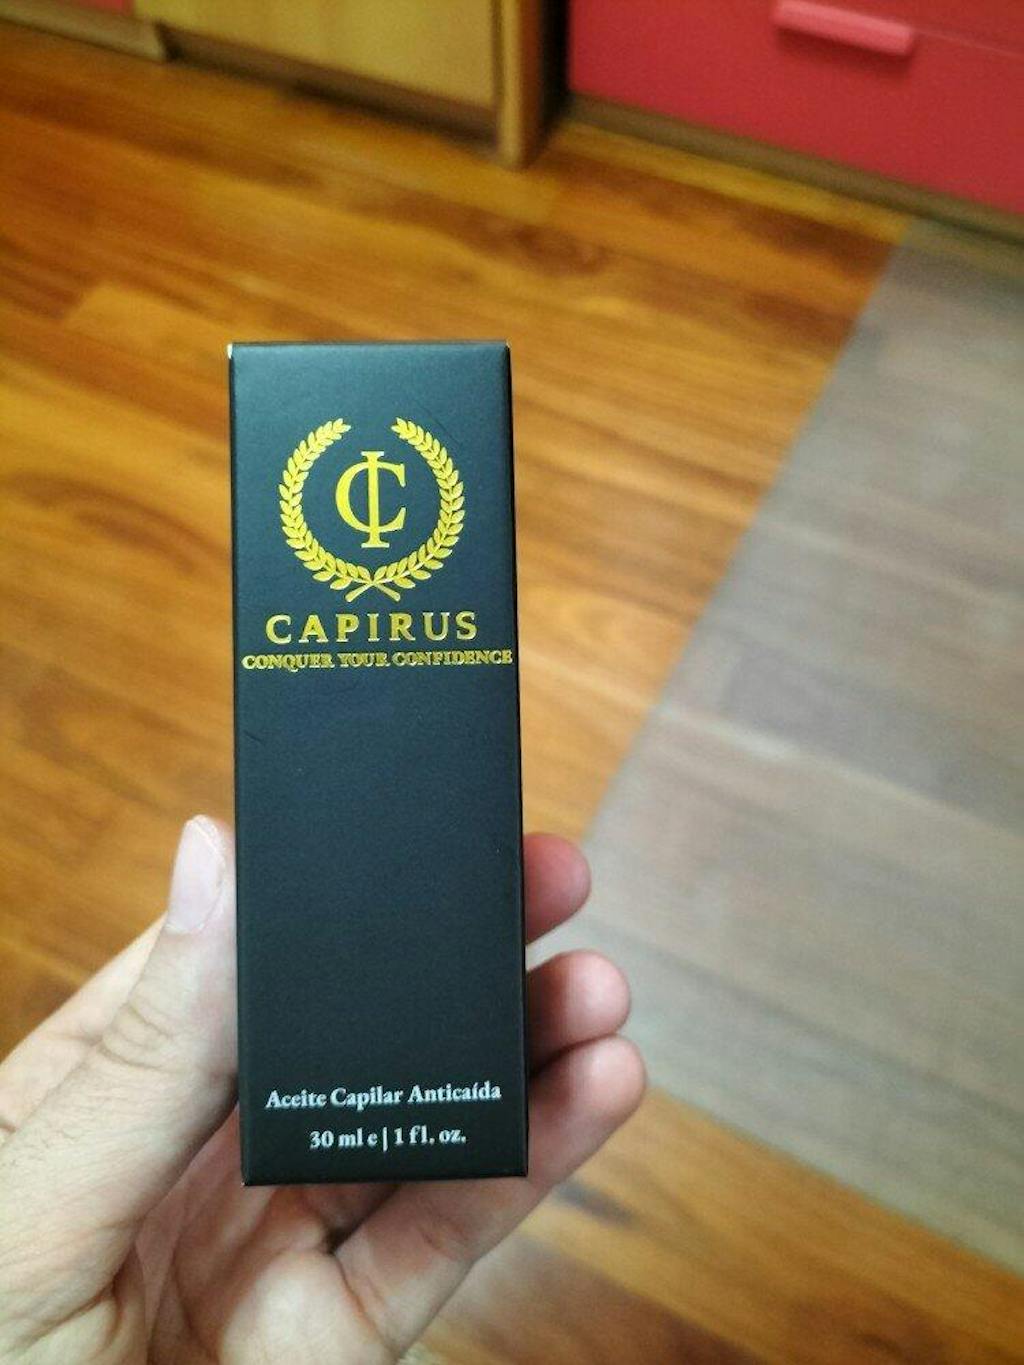 CI
CAPIRUS
CONQUER YOUR CONFIDENCE
Aceite Capilar Anticaída
30 ml e | 1 fl. oz.